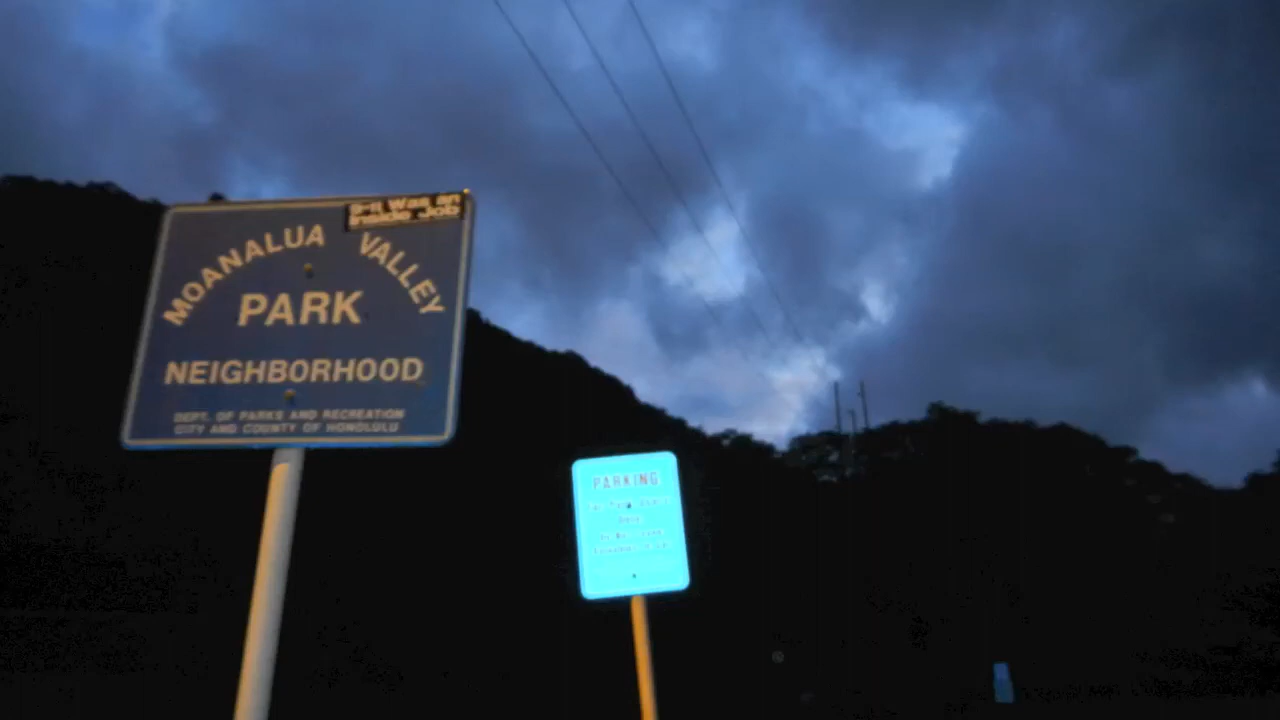 9-11 Was an
Inside Job
MOANALUA VALLEY
PARK
NEIGHBORHOOD
DEPT. OF PARKS AND RECREATION
CITY AND COUNTY OF HONOLULU
PARKING